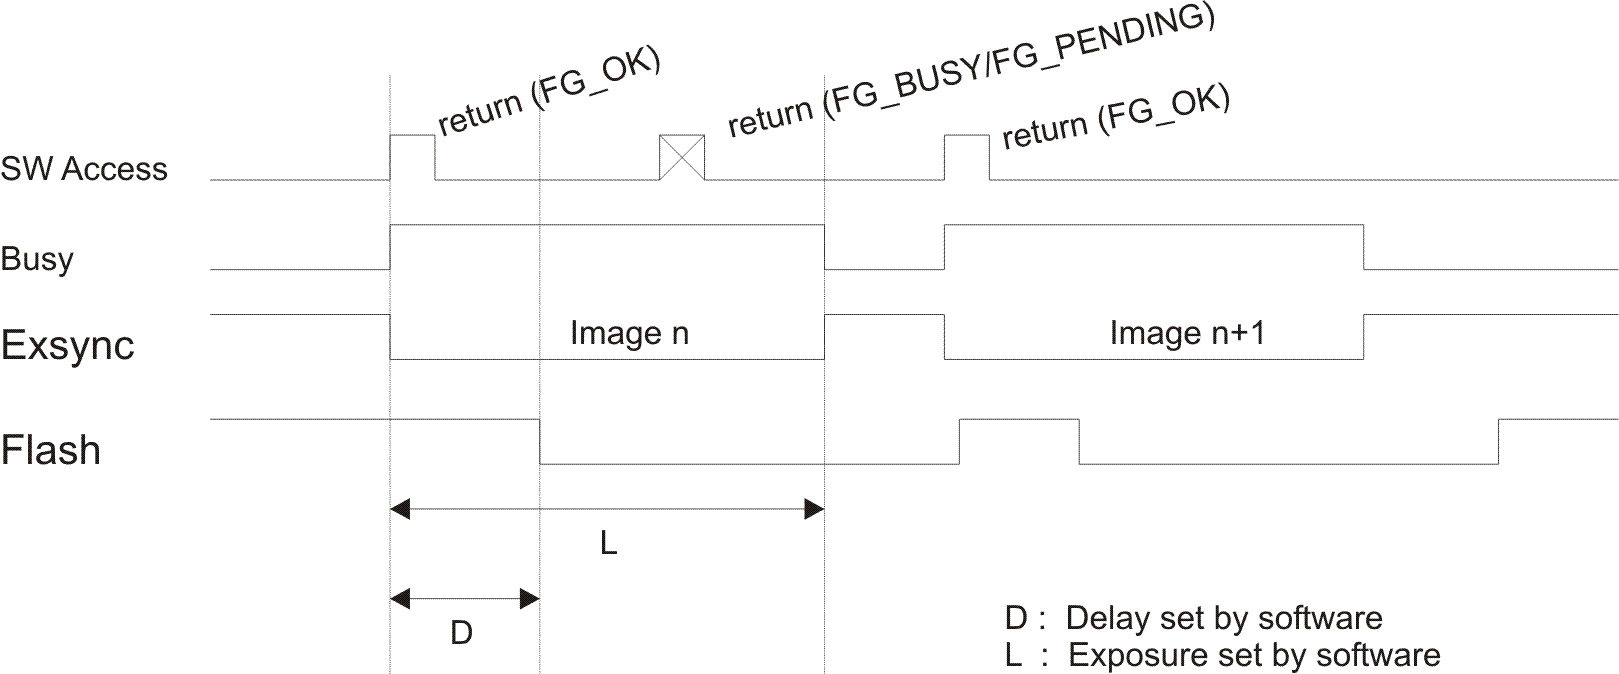 return (FG_OK)
return (FG_BUSY/FG_PENDING)
return (FG_OK)
SW Access
Busy
Exsync
Image n
Image n+1
Flash
L
D
D : Delay set by software
L : Exposure set by software